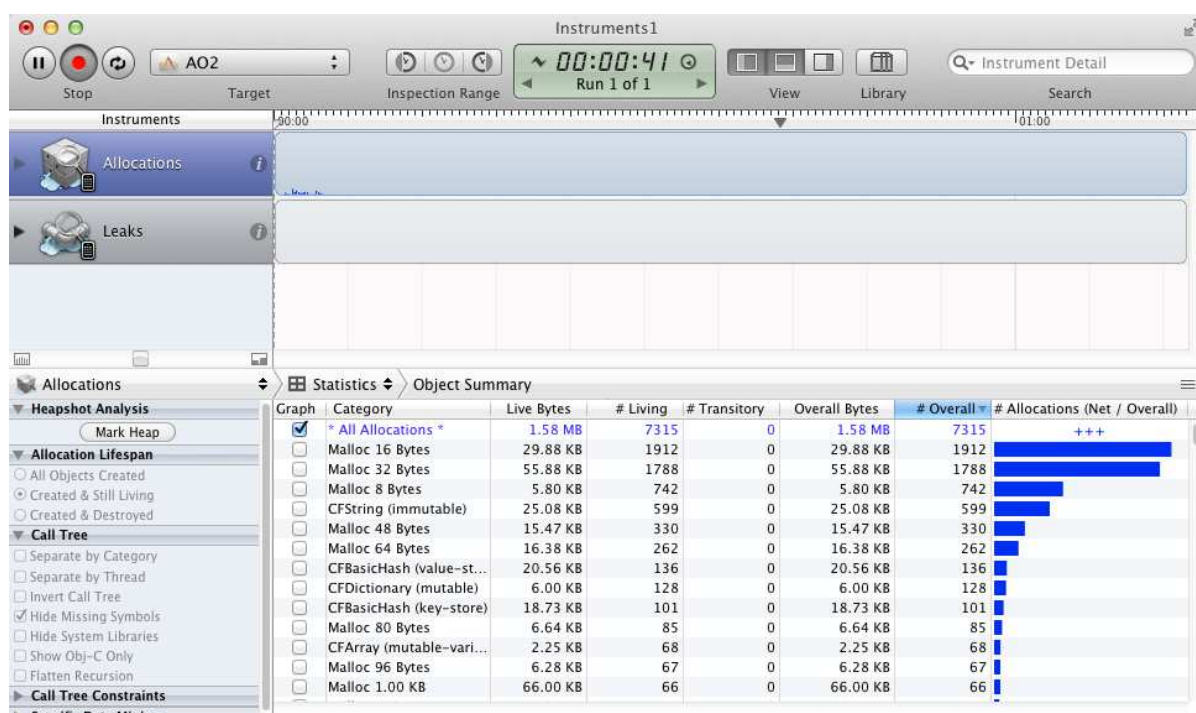 Instruments1
AO2
00:00:41
Run 1 of 1
Instrument Detail
Stop
Target
Inspection Range
View
Library
Search
Instruments
00:00
01:00
Allocations
Leaks
Allocations
Statistics
Object Summary
Heapshot Analysis
Mark Heap
Allocation Lifespan
All Objects Created
Created & Still Living
Created & Destroyed
Call Tree
Separate by Category
Separate by Thread
Invert Call Tree
Hide Missing Symbols
Hide System Libraries
Show Obj-C Only
Flatten Recursion
Call Tree Constraints
Graph Category Live Bytes # Living # Transitory Overall Bytes # Overall # Allocations (Net / Overall)
* All Allocations * 1.58 MB 7315 0 1.58 MB 7315 +++
Malloc 16 Bytes 29.88 KB 1912 0 29.88 KB 1912
Malloc 32 Bytes 55.88 KB 1788 0 55.88 KB 1788
Malloc 8 Bytes 5.80 KB 742 0 5.80 KB 742
CFString (immutable) 25.08 KB 599 0 25.08 KB 599
Malloc 48 Bytes 15.47 KB 330 0 15.47 KB 330
Malloc 64 Bytes 16.38 KB 262 0 16.38 KB 262
CFBasicHash (value-st... 20.56 KB 136 0 20.56 KB 136
CFDictionary (mutable) 6.00 KB 128 0 6.00 KB 128
CFBasicHash (key-store) 18.73 KB 101 0 18.73 KB 101
Malloc 80 Bytes 6.64 KB 85 0 6.64 KB 85
CFArray (mutable-vari... 2.25 KB 68 0 2.25 KB 68
Malloc 96 Bytes 6.28 KB 67 0 6.28 KB 67
Malloc 1.00 KB 66.00 KB 66 0 66.00 KB 66